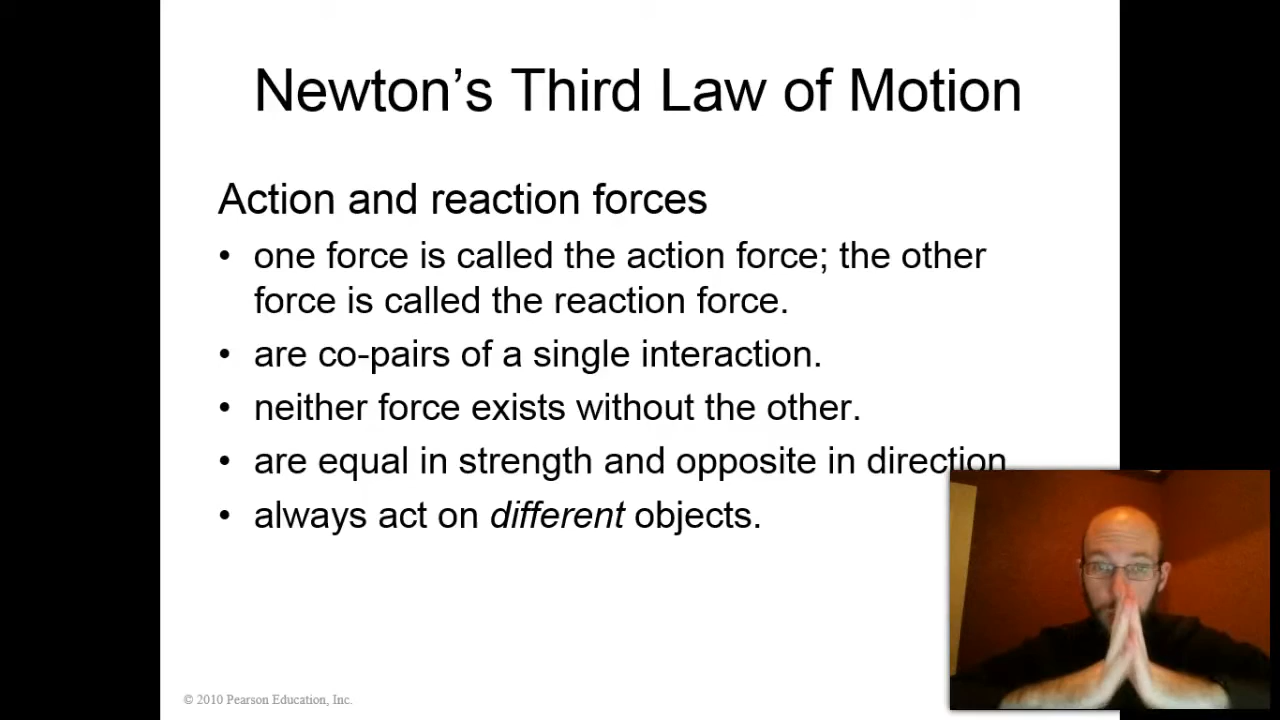 Newton’s Third Law of Motion
Action and reaction forces
• one force is called the action force; the other
force is called the reaction force.
• are co-pairs of a single interaction.
• neither force exists without the other.
• are equal in strength and opposite in direction
• always act on different objects.
© 2010 Pearson Education, Inc.